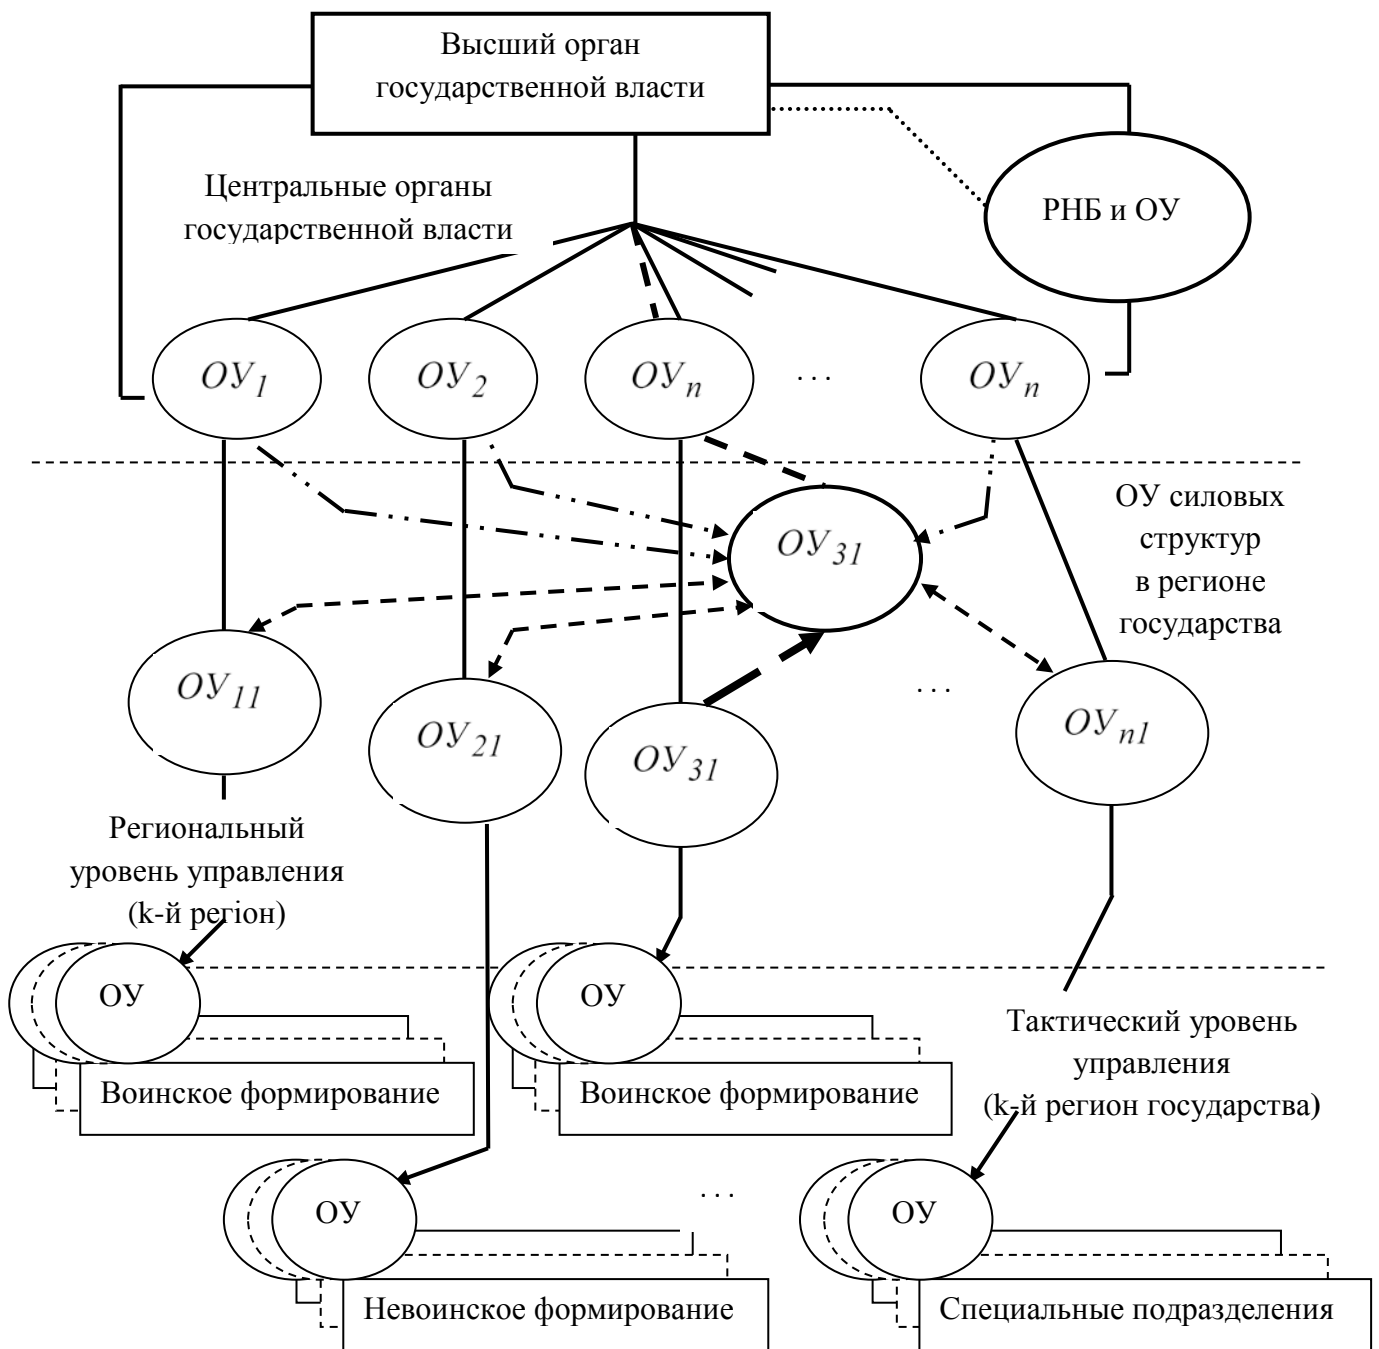 Высший орган
государственной власти
Центральные органы
государственной власти
РНБ и ОУ
ОУ1
ОУ2
ОУn
. . .
ОУn
ОУ силовых
структур
в регионе
государства
ОУ31
ОУ11
ОУ21
ОУ31
. . .
ОУn1
Региональный
уровень управления
(k-й регіон)
ОУ
Воинское формирование
ОУ
Воинское формирование
Тактический уровень
управления
(k-й регион государства)
ОУ
Невоинское формирование
. . .
ОУ
Специальные подразделения